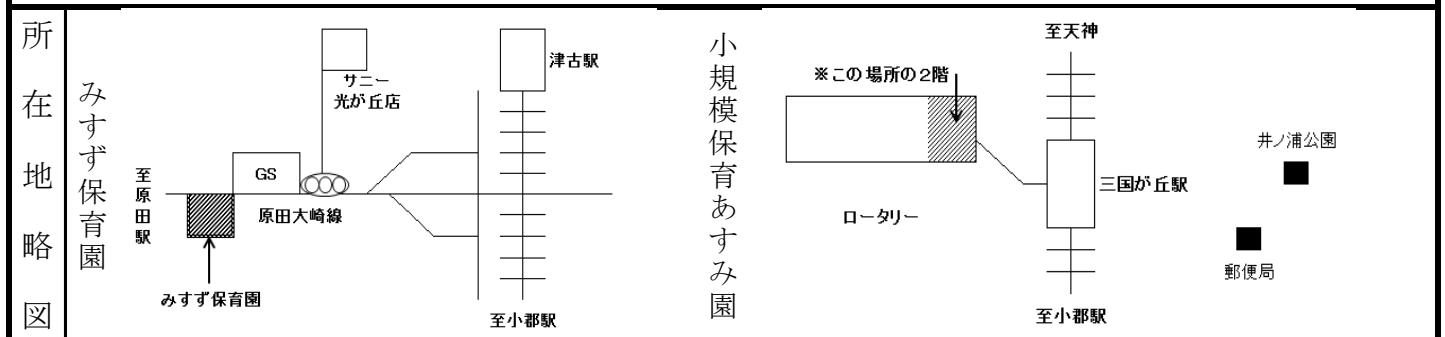 所在地略図
みすず保育園
サニー
光が丘店
津古駅
GS
至原田駅
原田大崎線
みすず保育園
至小郡駅
小規模保育あすみ園
至天神
※この場所の2階
井ノ浦公園
三国が丘駅
ロータリー
郵便局
至小郡駅